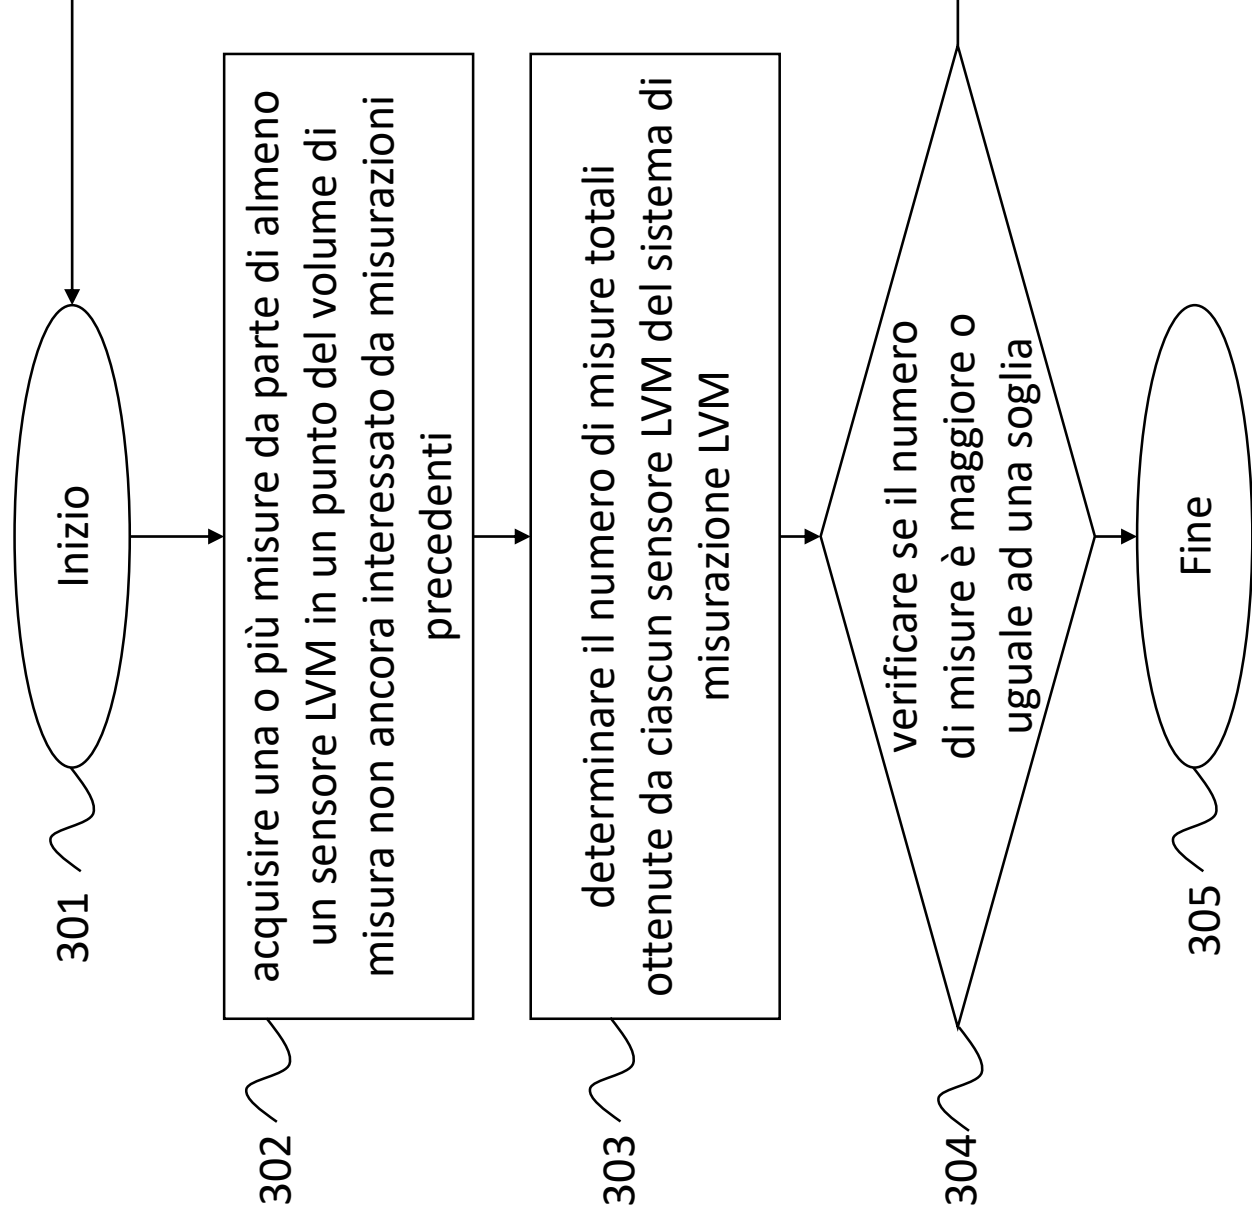 Inizio
301
acquisire una o più misure da parte di almeno
un sensore LVM in un punto del volume di
misura non ancora interessato da misurazioni
precedenti
302
determinare il numero di misure totali
ottenute da ciascun sensore LVM del sistema di
misurazione LVM
303
verificare se il numero
di misure è maggiore o
uguale ad una soglia
304
Fine
305